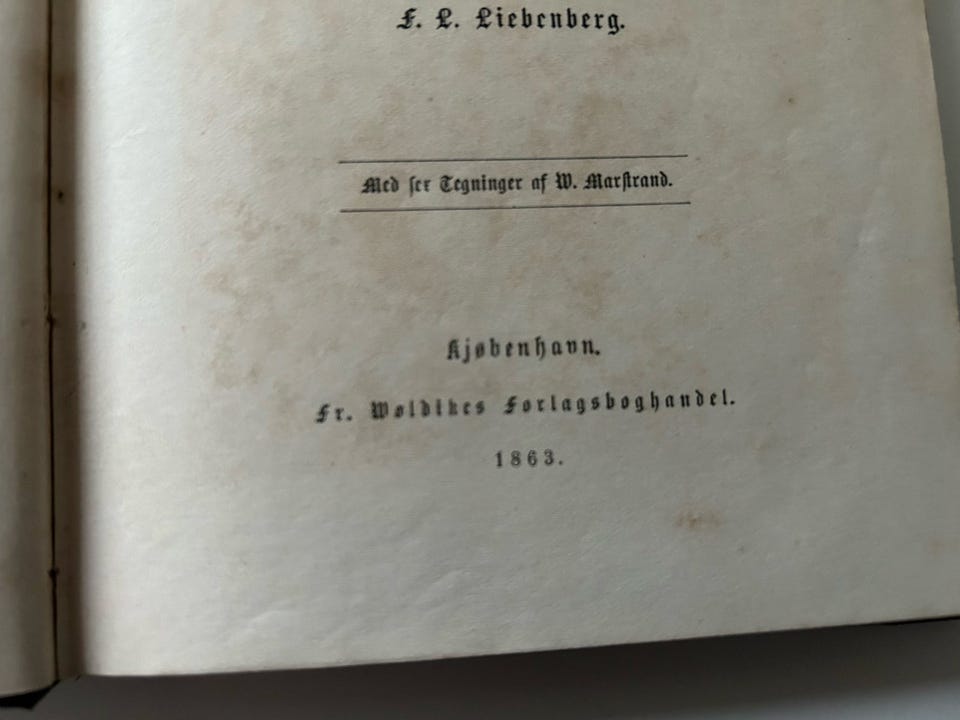 F. L. Liebenberg.
Med sex Tegninger af W. Marstrand.
Kjøbenhavn.
Fr. Wøldikes Forlagsboghandel.
1863.